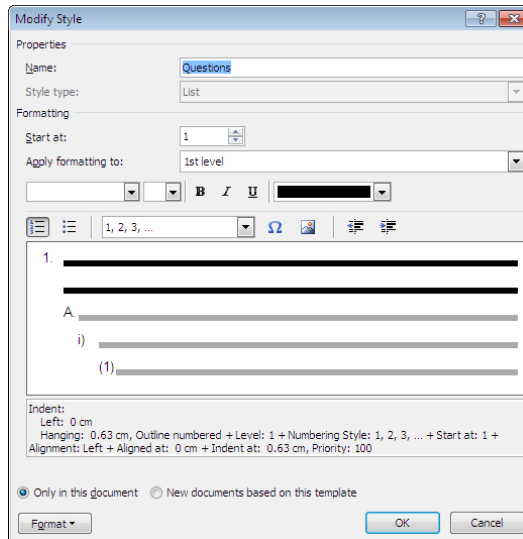 Modify Style
Properties
Name: Questions
Style type: List
Formatting
Start at: 1
Apply formatting to: 1st level
B I U
1, 2, 3, ... Ω
1.
A.
i)
(1)
Indent:
Left: 0 cm
Hanging: 0.63 cm, Outline numbered + Level: 1 + Numbering Style: 1, 2, 3, ... + Start at: 1 +
Alignment: Left + Aligned at: 0 cm + Indent at: 0.63 cm, Priority: 100
Only in this document New documents based on this template
Format OK Cancel